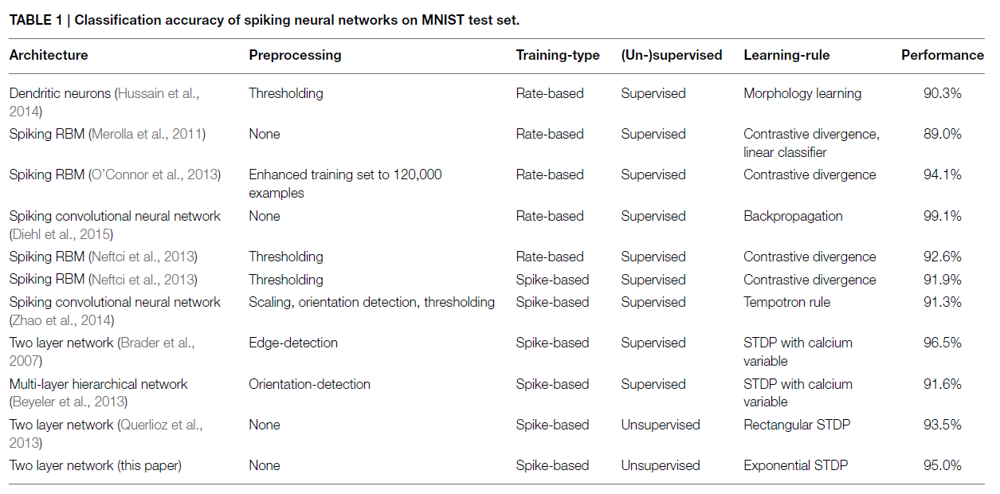 TABLE 1 | Classification accuracy of spiking neural networks on MNIST test set.
Architecture Preprocessing Training-type (Un-)supervised Learning-rule Performance
Dendritic neurons (Hussain et al., Thresholding Rate-based Supervised Morphology learning 90.3%
2014)
Spiking RBM (Merolla et al., 2011) None Rate-based Supervised Contrastive divergence, 89.0%
linear classifier
Spiking RBM (O'Connor et al., 2013) Enhanced training set to 120,000 Rate-based Supervised Contrastive divergence 94.1%
examples
Spiking convolutional neural network None Rate-based Supervised Backpropagation 99.1%
(Diehl et al., 2015)
Spiking RBM (Neftci et al., 2013) Thresholding Rate-based Supervised Contrastive divergence 92.6%
Spiking RBM (Neftci et al., 2013) Thresholding Spike-based Supervised Contrastive divergence 91.9%
Spiking convolutional neural network Scaling, orientation detection, thresholding Spike-based Supervised Tempotron rule 91.3%
(Zhao et al., 2014)
Two layer network (Brader et al., Edge-detection Spike-based Supervised STDP with calcium 96.5%
2007) variable
Multi-layer hierarchical network Orientation-detection Spike-based Supervised STDP with calcium 91.6%
(Beyeler et al., 2013) variable
Two layer network (Querlioz et al., None Spike-based Unsupervised Rectangular STDP 93.5%
2013)
Two layer network (this paper) None Spike-based Unsupervised Exponential STDP 95.0%